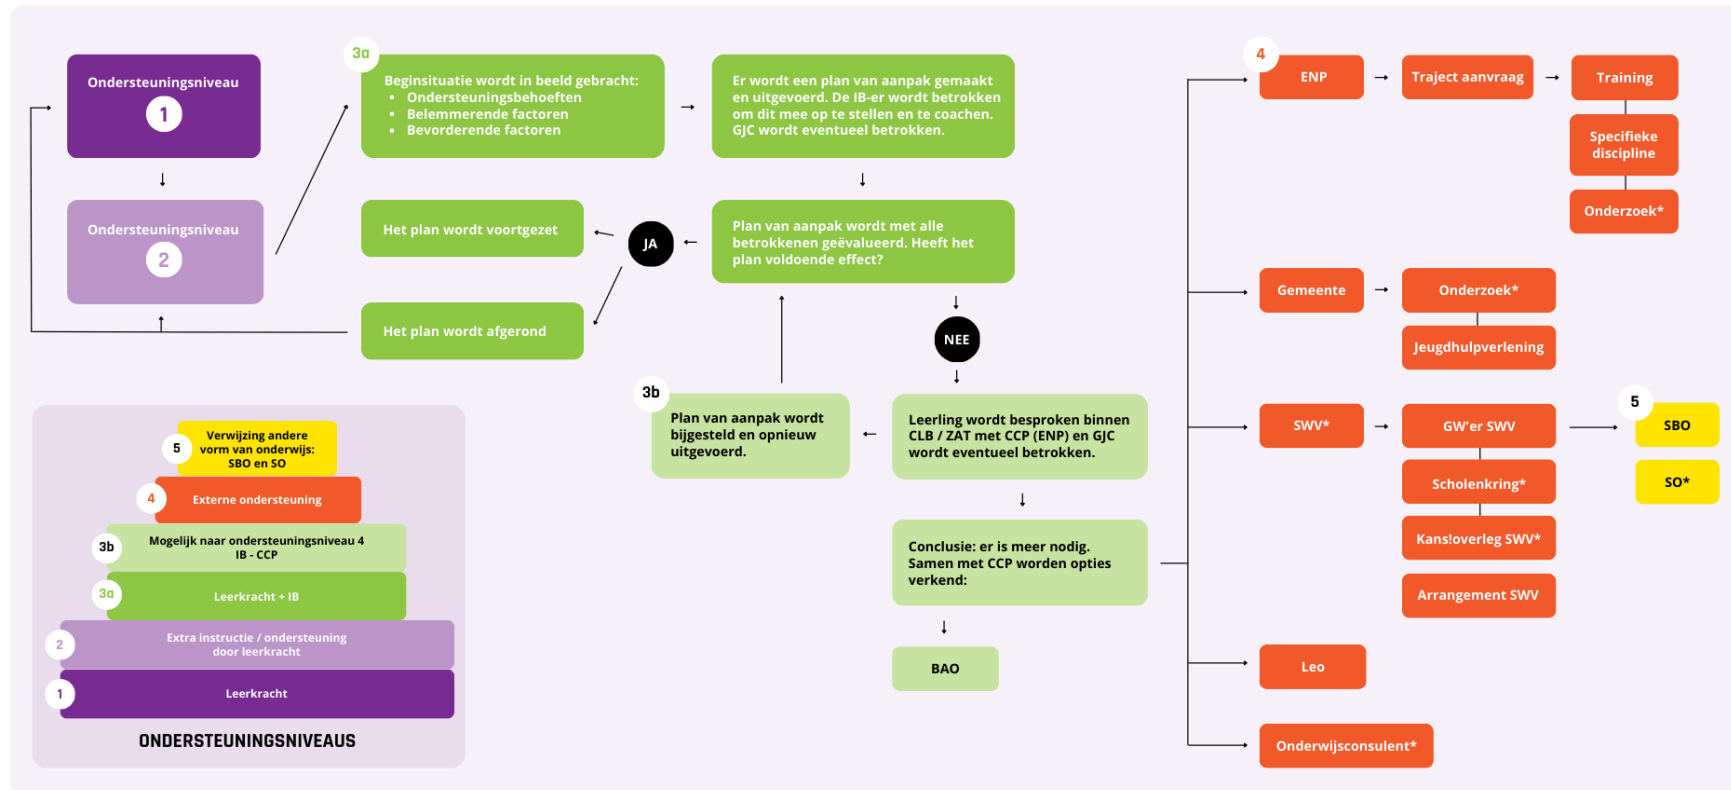 Ondersteuningsniveau
1
Ondersteuningsniveau
2
3a
Beginsituatie wordt in beeld gebracht:
• Ondersteuningsbehoeften
• Belemmerende factoren
• Bevorderende factoren
Er wordt een plan van aanpak gemaakt
en uitgevoerd. De IB-er wordt betrokken
om dit mee op te stellen en te coachen.
GJC wordt eventueel betrokken.
Plan van aanpak wordt met alle
betrokkenen geëvalueerd. Heeft het
plan voldoende effect?
JA
Het plan wordt voortgezet
Het plan wordt afgerond
NEE
3b
Plan van aanpak wordt
bijgesteld en opnieuw
uitgevoerd.
Leerling wordt besproken binnen
CLB / ZAT met CCP (ENP) en GJC
wordt eventueel betrokken.
Conclusie: er is meer nodig.
Samen met CCP worden opties
verkend:
BAO
4
ENP
Traject aanvraag
Training
Specifieke
discipline
Onderzoek*
Gemeente
Onderzoek*
Jeugdhulpverlening
SWV*
GW'er SWV
Scholenkring*
Kans!overleg SWV*
Arrangement SWV
5
SBO
SO*
Leo
Onderwijsconsulent*
5
Verwijzing andere
vorm van onderwijs:
SBO en SO
4
Externe ondersteuning
3b
Mogelijk naar ondersteuningsniveau 4
IB - CCP
3a
Leerkracht + IB
2
Extra instructie / ondersteuning
door leerkracht
1
Leerkracht
ONDERSTEUNINGSNIVEAUS